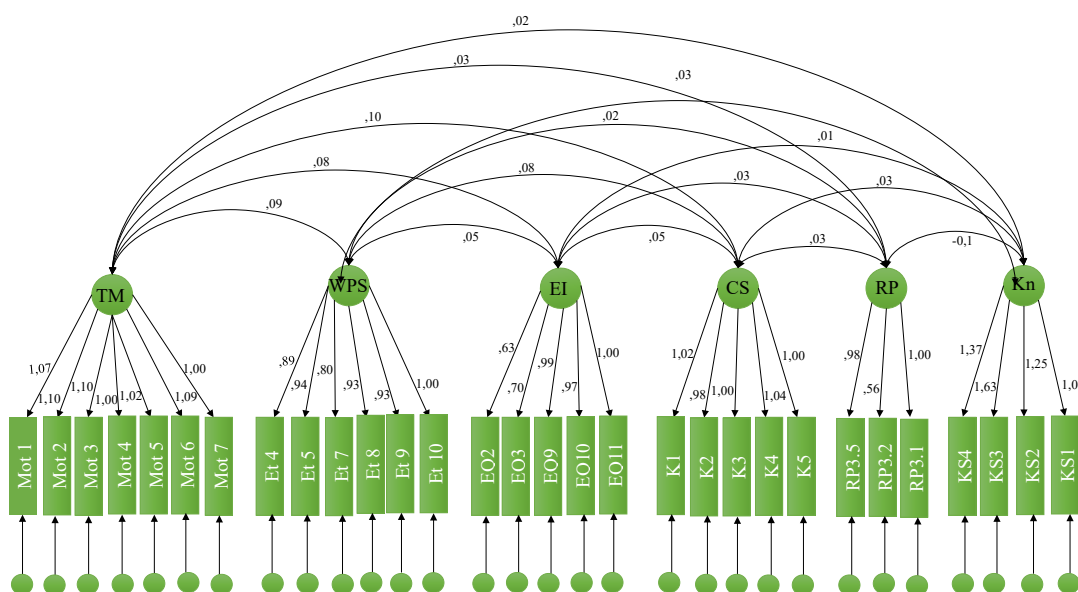 ,02
,03
,03
,10
,02
,01
,08
,08
,03
,03
,09
,05
,05
,03
-0,1
TM
WPS
EI
CS
RP
Kn
1,07
1,10
1,10
1,00
1,02
1,09
1,00
,89
,94
,80
,93
,93
1,00
,63
,70
,99
,97
1,00
1,02
,98
1,00
1,04
1,00
,98
,56
1,00
1,37
1,63
1,25
1,0
Mot 1
Mot 2
Mot 3
Mot 4
Mot 5
Mot 6
Mot 7
Et 4
Et 5
Et 7
Et 8
Et 9
Et 10
EQ2
EQ3
EQ9
EQ10
EQ11
K1
K2
K3
K4
K5
RP3.5
RP3.2
RP3.1
KS4
KS3
KS2
KS1